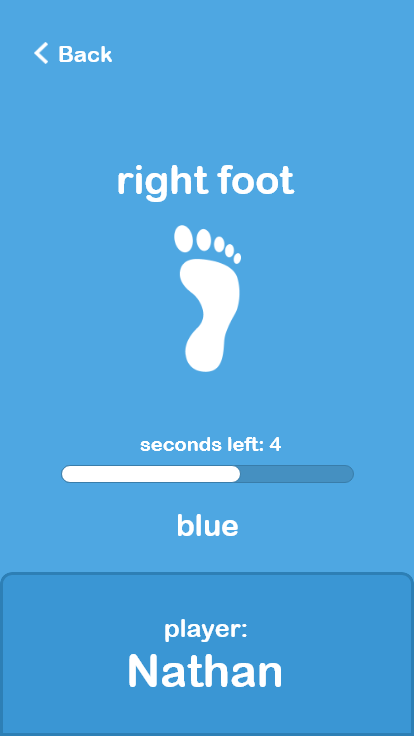 Back
right foot
seconds left: 4
blue
player:
Nathan